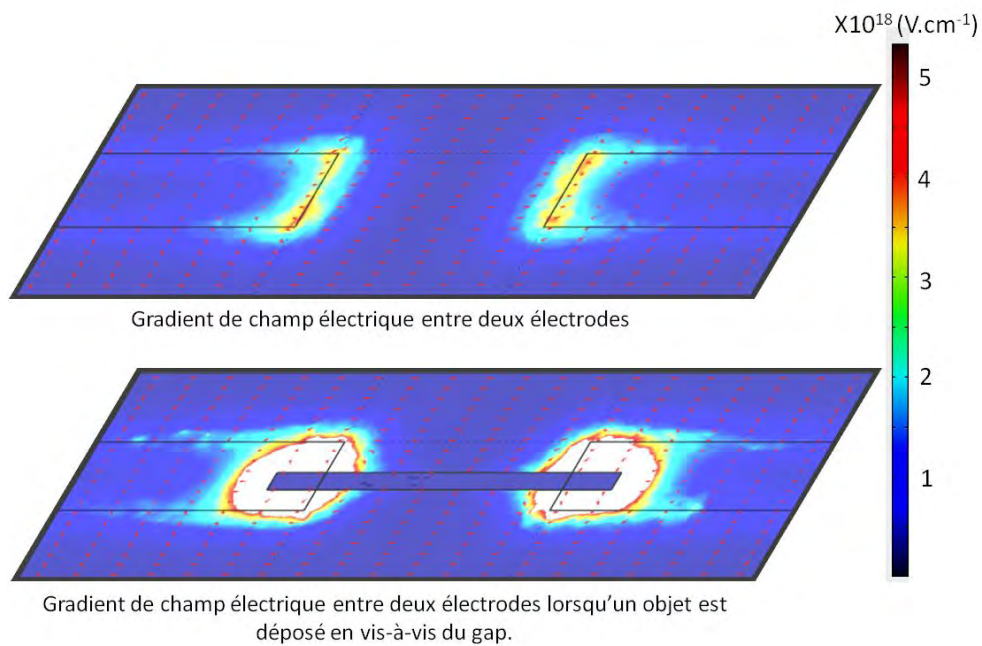 X10¹⁸ (V.cm⁻¹)
5
4
3
2
1
Gradient de champ électrique entre deux électrodes
Gradient de champ électrique entre deux électrodes lorsqu'un objet est
déposé en vis-à-vis du gap.